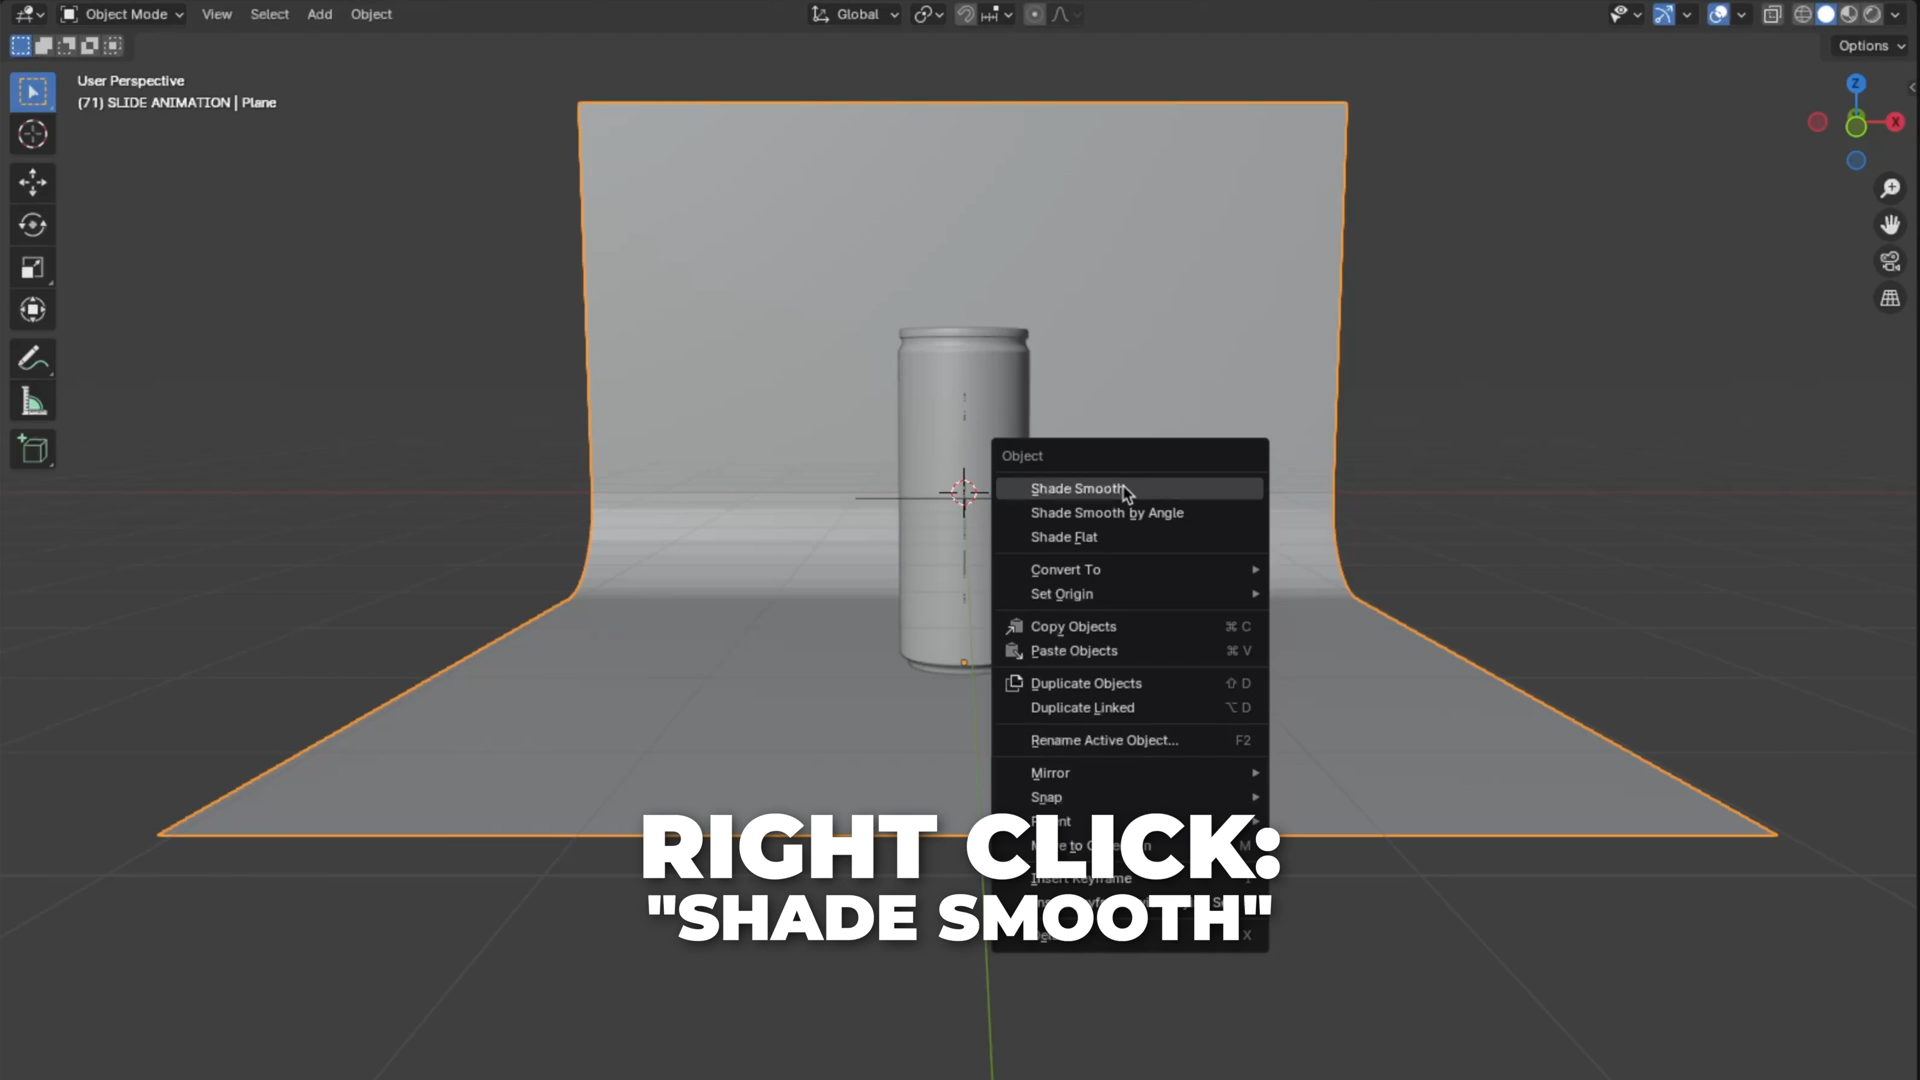 Object Mode
View
Select
Add
Object
Global
Options
User Perspective
(71) SLIDE ANIMATION | Plane
Z
X
Object
Shade Smooth
Shade Smooth by Angle
Shade Flat
Convert To
Set Origin
Copy Objects ⌘ C
Paste Objects ⌘ V
Duplicate Objects ⇧ D
Duplicate Linked ⌥ D
Rename Active Object... F2
Mirror
Snap
M
Insert Keyframe
X
RIGHT CLICK:
"SHADE SMOOTH"